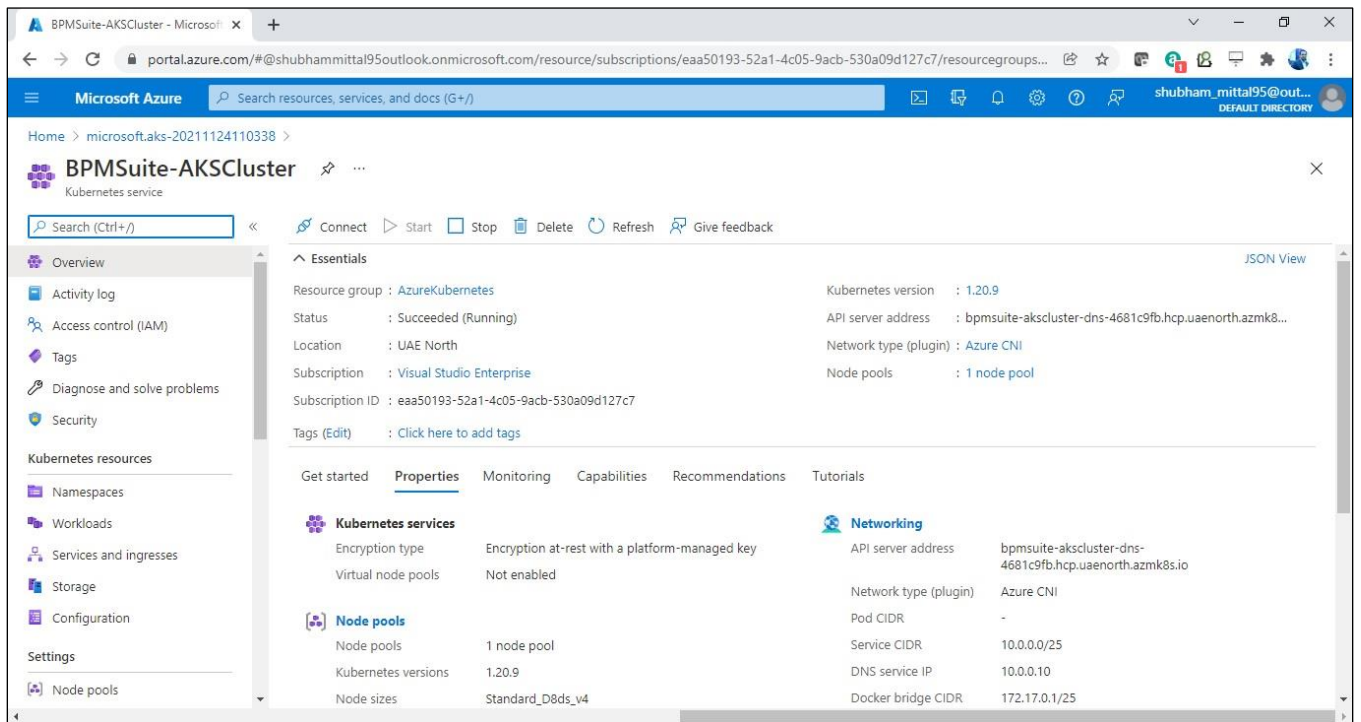 BPMSuite-AKSCluster - Microsof
portal.azure.com/#@shubhammittal95outlook.onmicrosoft.com/resource/subscriptions/eaa50193-52a1-4c05-9acb-530a09d127c7/resourcegroups...
Microsoft Azure
Search resources, services, and docs (G+/)
shubham_mittal95@out...
DEFAULT DIRECTORY
Home > microsoft.aks-20211124110338 >
BPMSuite-AKSCluster
Kubernetes service
Search (Ctrl+/)
Connect Start Stop Delete Refresh Give feedback
Overview
Activity log
Access control (IAM)
Tags
Diagnose and solve problems
Security
Kubernetes resources
Namespaces
Workloads
Services and ingresses
Storage
Configuration
Settings
Node pools
Essentials
JSON View
Resource group : AzureKubernetes
Status : Succeeded (Running)
Location : UAE North
Subscription : Visual Studio Enterprise
Subscription ID : eaa50193-52a1-4c05-9acb-530a09d127c7
Tags (Edit) : Click here to add tags
Kubernetes version : 1.20.9
API server address : bpmsuite-akscluster-dns-4681c9fb.hcp.uaenorth.azmk8...
Network type (plugin) : Azure CNI
Node pools : 1 node pool
Get started Properties Monitoring Capabilities Recommendations Tutorials
Kubernetes services
Encryption type Encryption at-rest with a platform-managed key
Virtual node pools Not enabled
Node pools
Node pools 1 node pool
Kubernetes versions 1.20.9
Node sizes Standard_D8ds_v4
Networking
API server address bpmsuite-akscluster-dns-
4681c9fb.hcp.uaenorth.azmk8s.io
Network type (plugin) Azure CNI
Pod CIDR -
Service CIDR 10.0.0.0/25
DNS service IP 10.0.0.10
Docker bridge CIDR 172.17.0.1/25